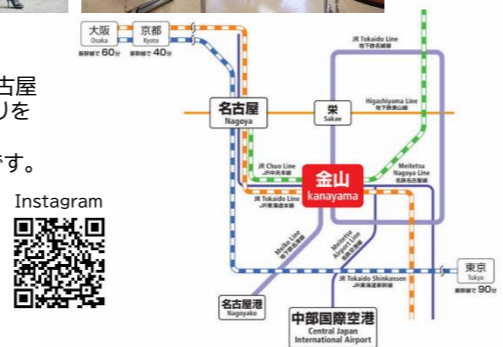 古屋
りを
です。
Instagram
大阪
Osaka
新幹線で60分
京都
Kyoto
新幹線で40分
JR Tokaido Line
地下鉄名城線
名古屋
Nagoya
栄
Sakae
Higashiyama Line
地下鉄東山線
JR Chuo Line
JR中央本線
金山
kanayama
Meitetsu
Nagoya Line
名鉄名古屋線
JR Tokaido Line
JR東海道本線
Meiko Line
地下鉄名港線
Meitetsu
Airport Line
名鉄空港線
東京
Tokyo
新幹線で90分
JR Tokaido Shinkansen
JR東海道新幹線
名古屋港
Nagoyako
中部国際空港
Central Japan
International Airport